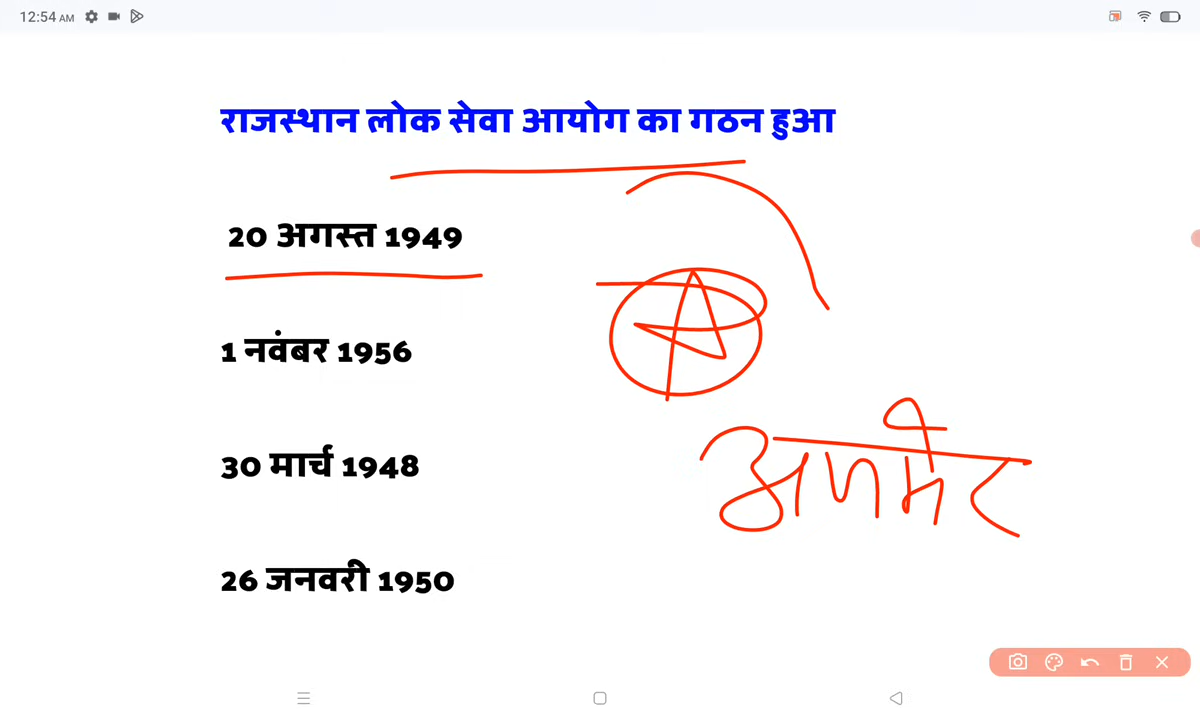 12:54 AM
राजस्थान लोक सेवा आयोग का गठन हुआ
20 अगस्त 1949
1 नवंबर 1956
30 मार्च 1948
अजमेर
26 जनवरी 1950